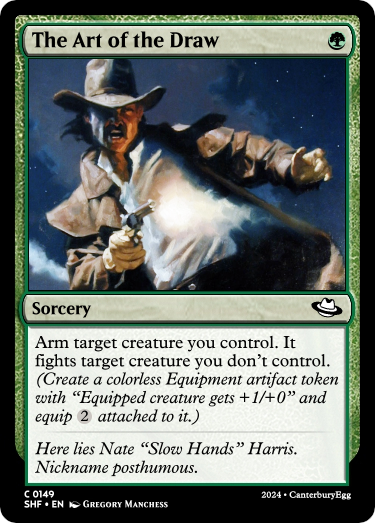 The Art of the Draw
Sorcery
Arm target creature you control. It
fights target creature you don't control.
(Create a colorless Equipment artifact token
with “Equipped creature gets +1/+0” and
equip 2 attached to it.)
Here lies Nate “Slow Hands” Harris.
Nickname posthumous.
C 0149
SHF • EN Gregory Manchess
2024 • CanterburyEgg